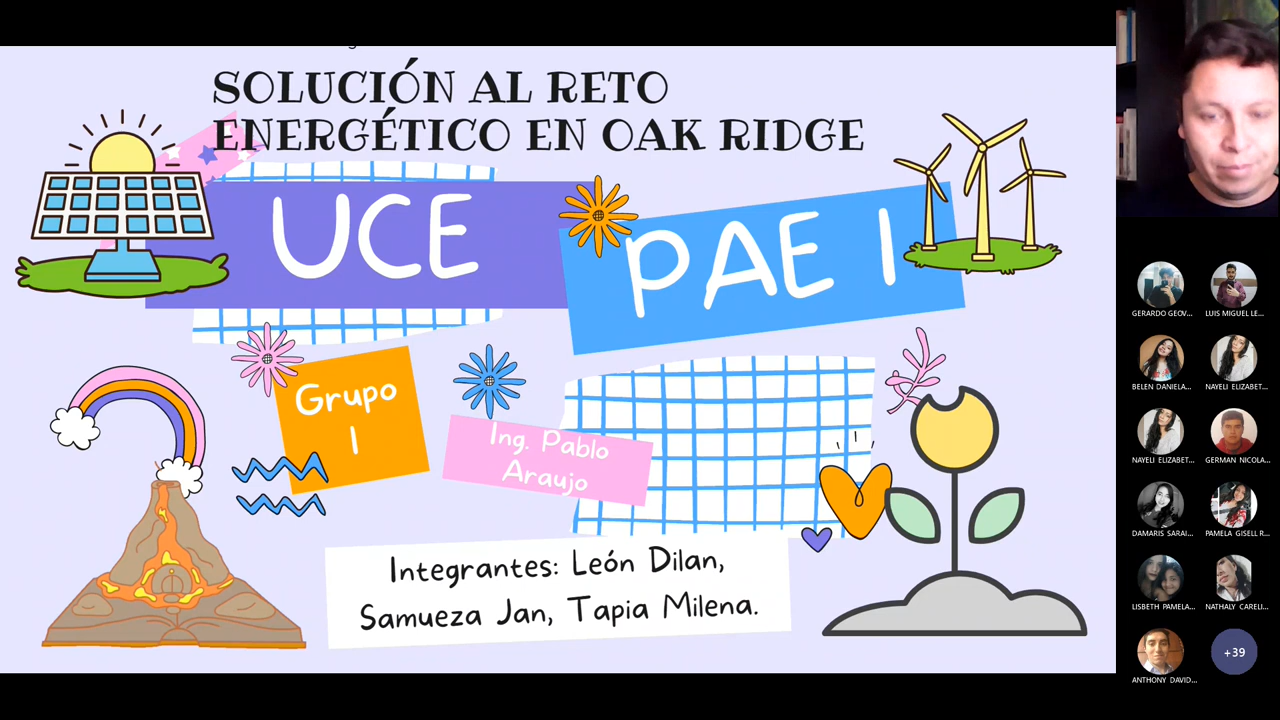 SOLUCIÓN AL RETO
ENERGÉTICO EN OAK RIDGE
UCE
PAE I
Grupo
I
Ing. Pablo
Araujo
Integrantes: León Dilan,
Samueza Jan, Tapia Milena.
GERARDO GEOV...
LUIS MIGUEL LE...
BELEN DANIELA...
NAYELI ELIZABET...
NAYELI ELIZABET...
GERMAN NICOLA...
DAMARIS SARAI...
PAMELA GISELL R...
LISBETH PAMELA...
NATHALY CARELI...
ANTHONY DAVID...
+39